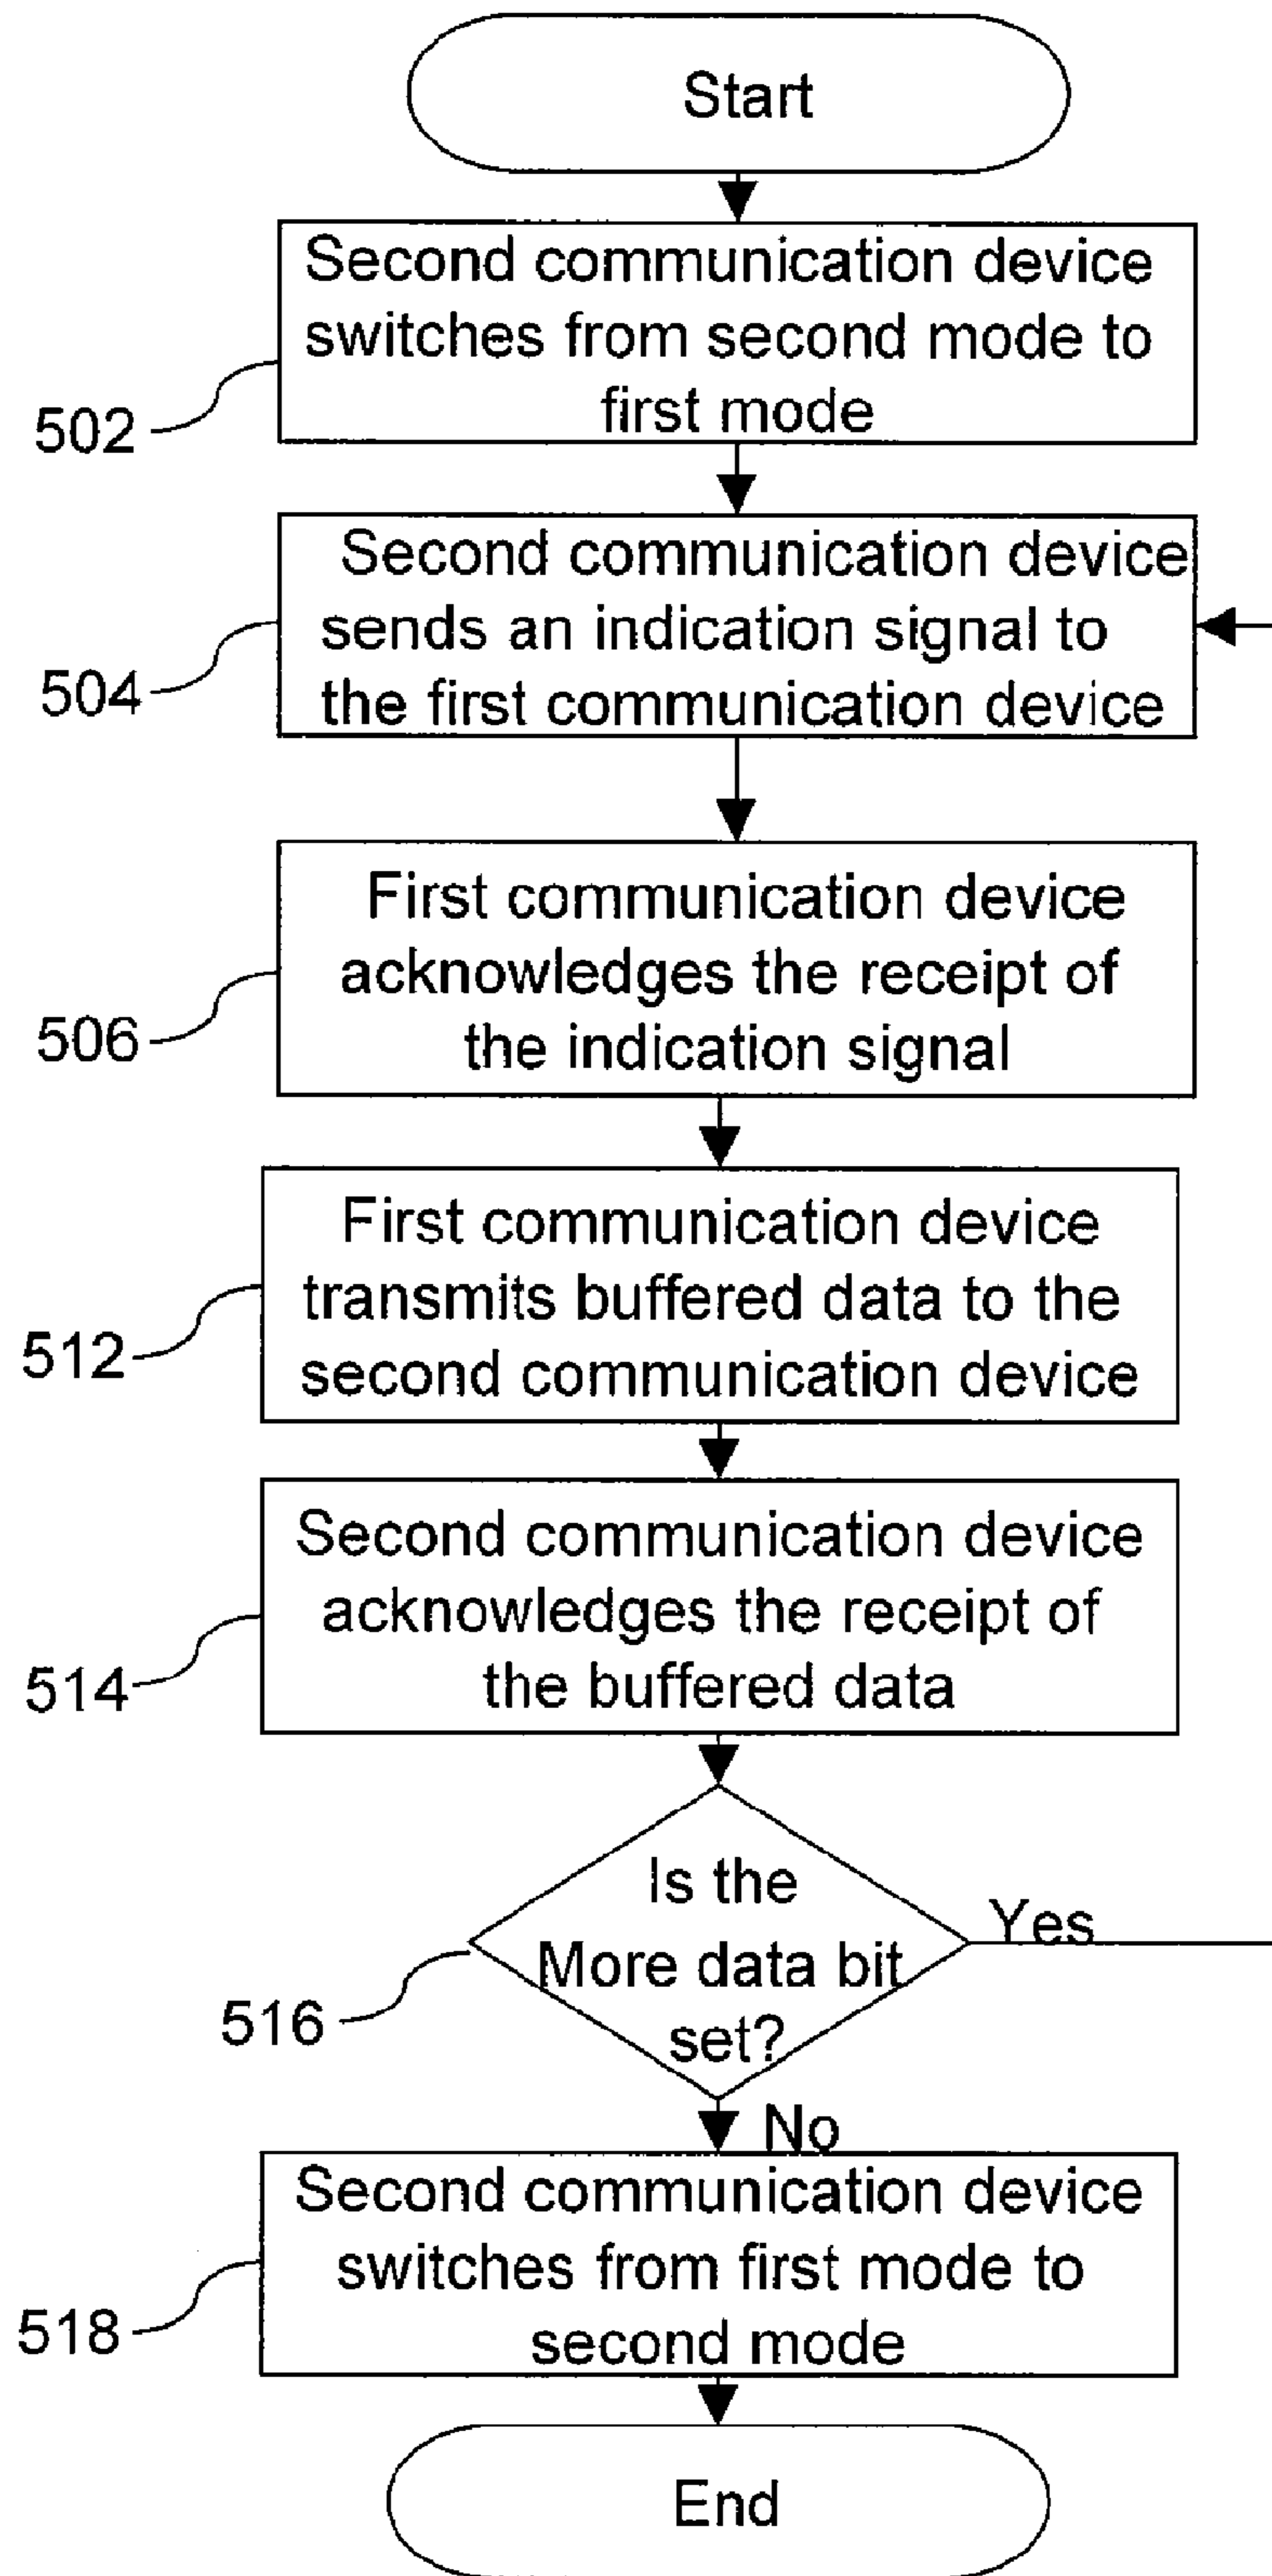 Start
Second communication device
switches from second mode to
first mode
502
Second communication device
sends an indication signal to
the first communication device
504
First communication device
acknowledges the receipt of
the indication signal
506
First communication device
transmits buffered data to the
second communication device
512
Second communication device
acknowledges the receipt of
the buffered data
514
Is the
More data bit
set?
Yes
516
No
Second communication device
switches from first mode to
second mode
518
End